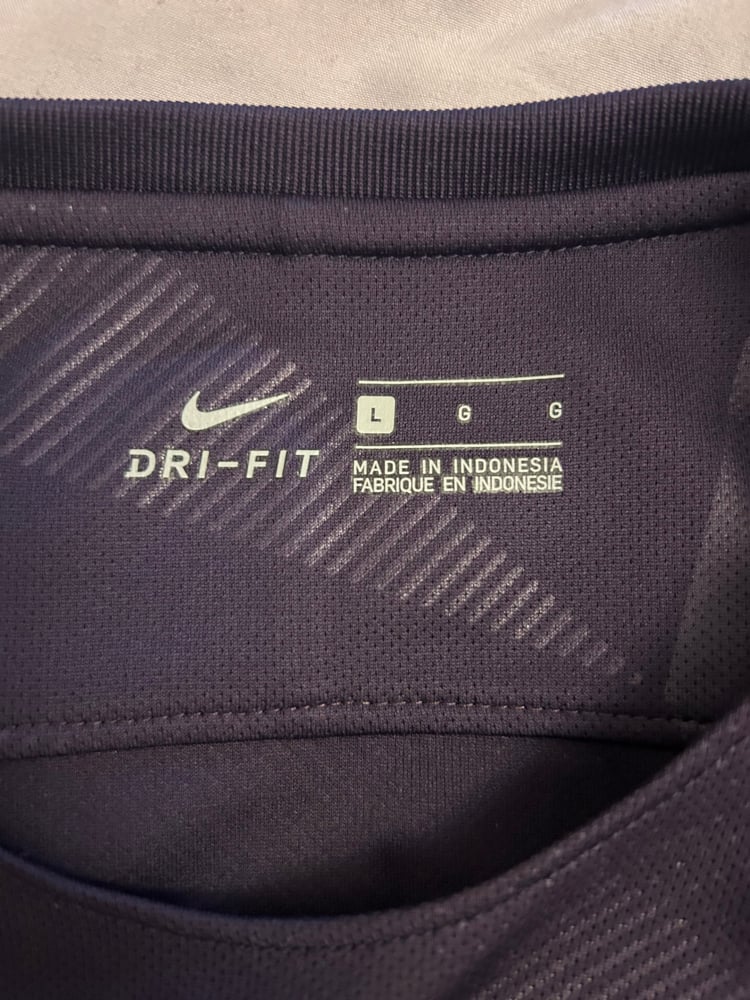 DRI-FIT
L G G
MADE IN INDONESIA
FABRIQUE EN INDONESIE